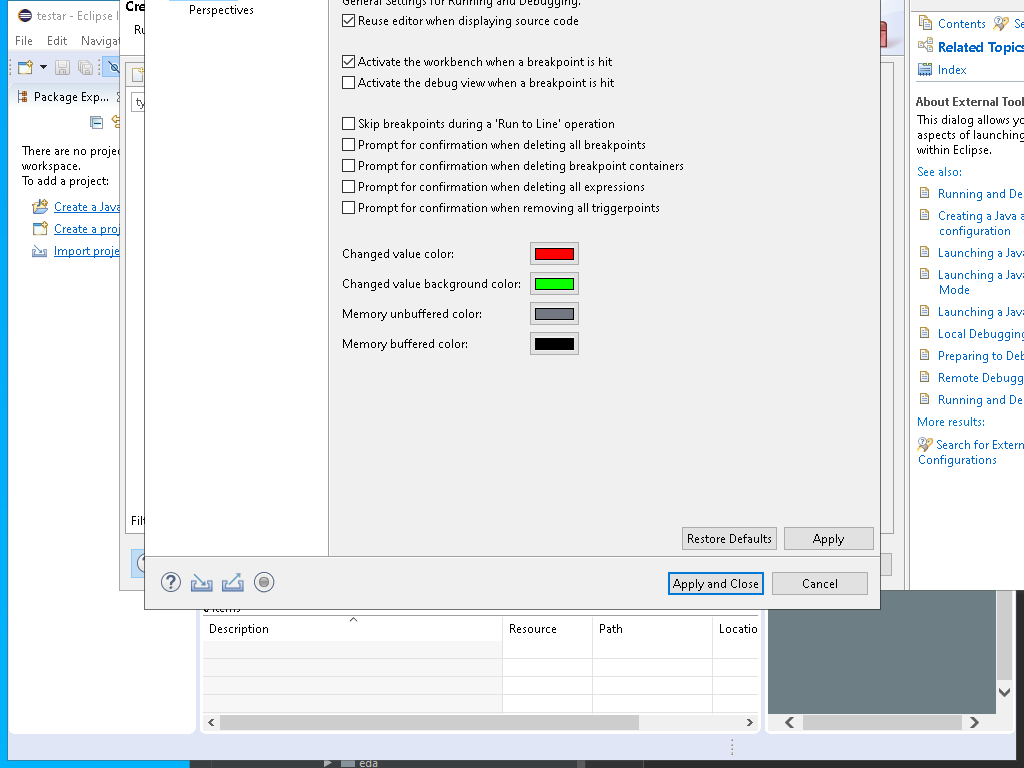 testar - Eclipse I
File Edit Navigat
Package Exp...
There are no proje
workspace.
To add a project:
Create a Java
Create a proj
Import proje
Cre
Ru
ty
Filt
Perspectives
General Settings for Running and Debugging.
Reuse editor when displaying source code
Activate the workbench when a breakpoint is hit
Activate the debug view when a breakpoint is hit
Skip breakpoints during a 'Run to Line' operation
Prompt for confirmation when deleting all breakpoints
Prompt for confirmation when deleting breakpoint containers
Prompt for confirmation when deleting all expressions
Prompt for confirmation when removing all triggerpoints
Changed value color:
Changed value background color:
Memory unbuffered color:
Memory buffered color:
Restore Defaults Apply
Apply and Close Cancel
Contents Se
Related Topics
Index
About External Tool
This dialog allows yo
aspects of launching
within Eclipse.
See also:
Running and De
Creating a Java a
configuration
Launching a Java
Launching a Java
Mode
Launching a Java
Local Debugging
Preparing to Deb
Remote Debugg
Running and De
More results:
Search for Extern
Configurations
0 items
Description Resource Path Locatio
eda